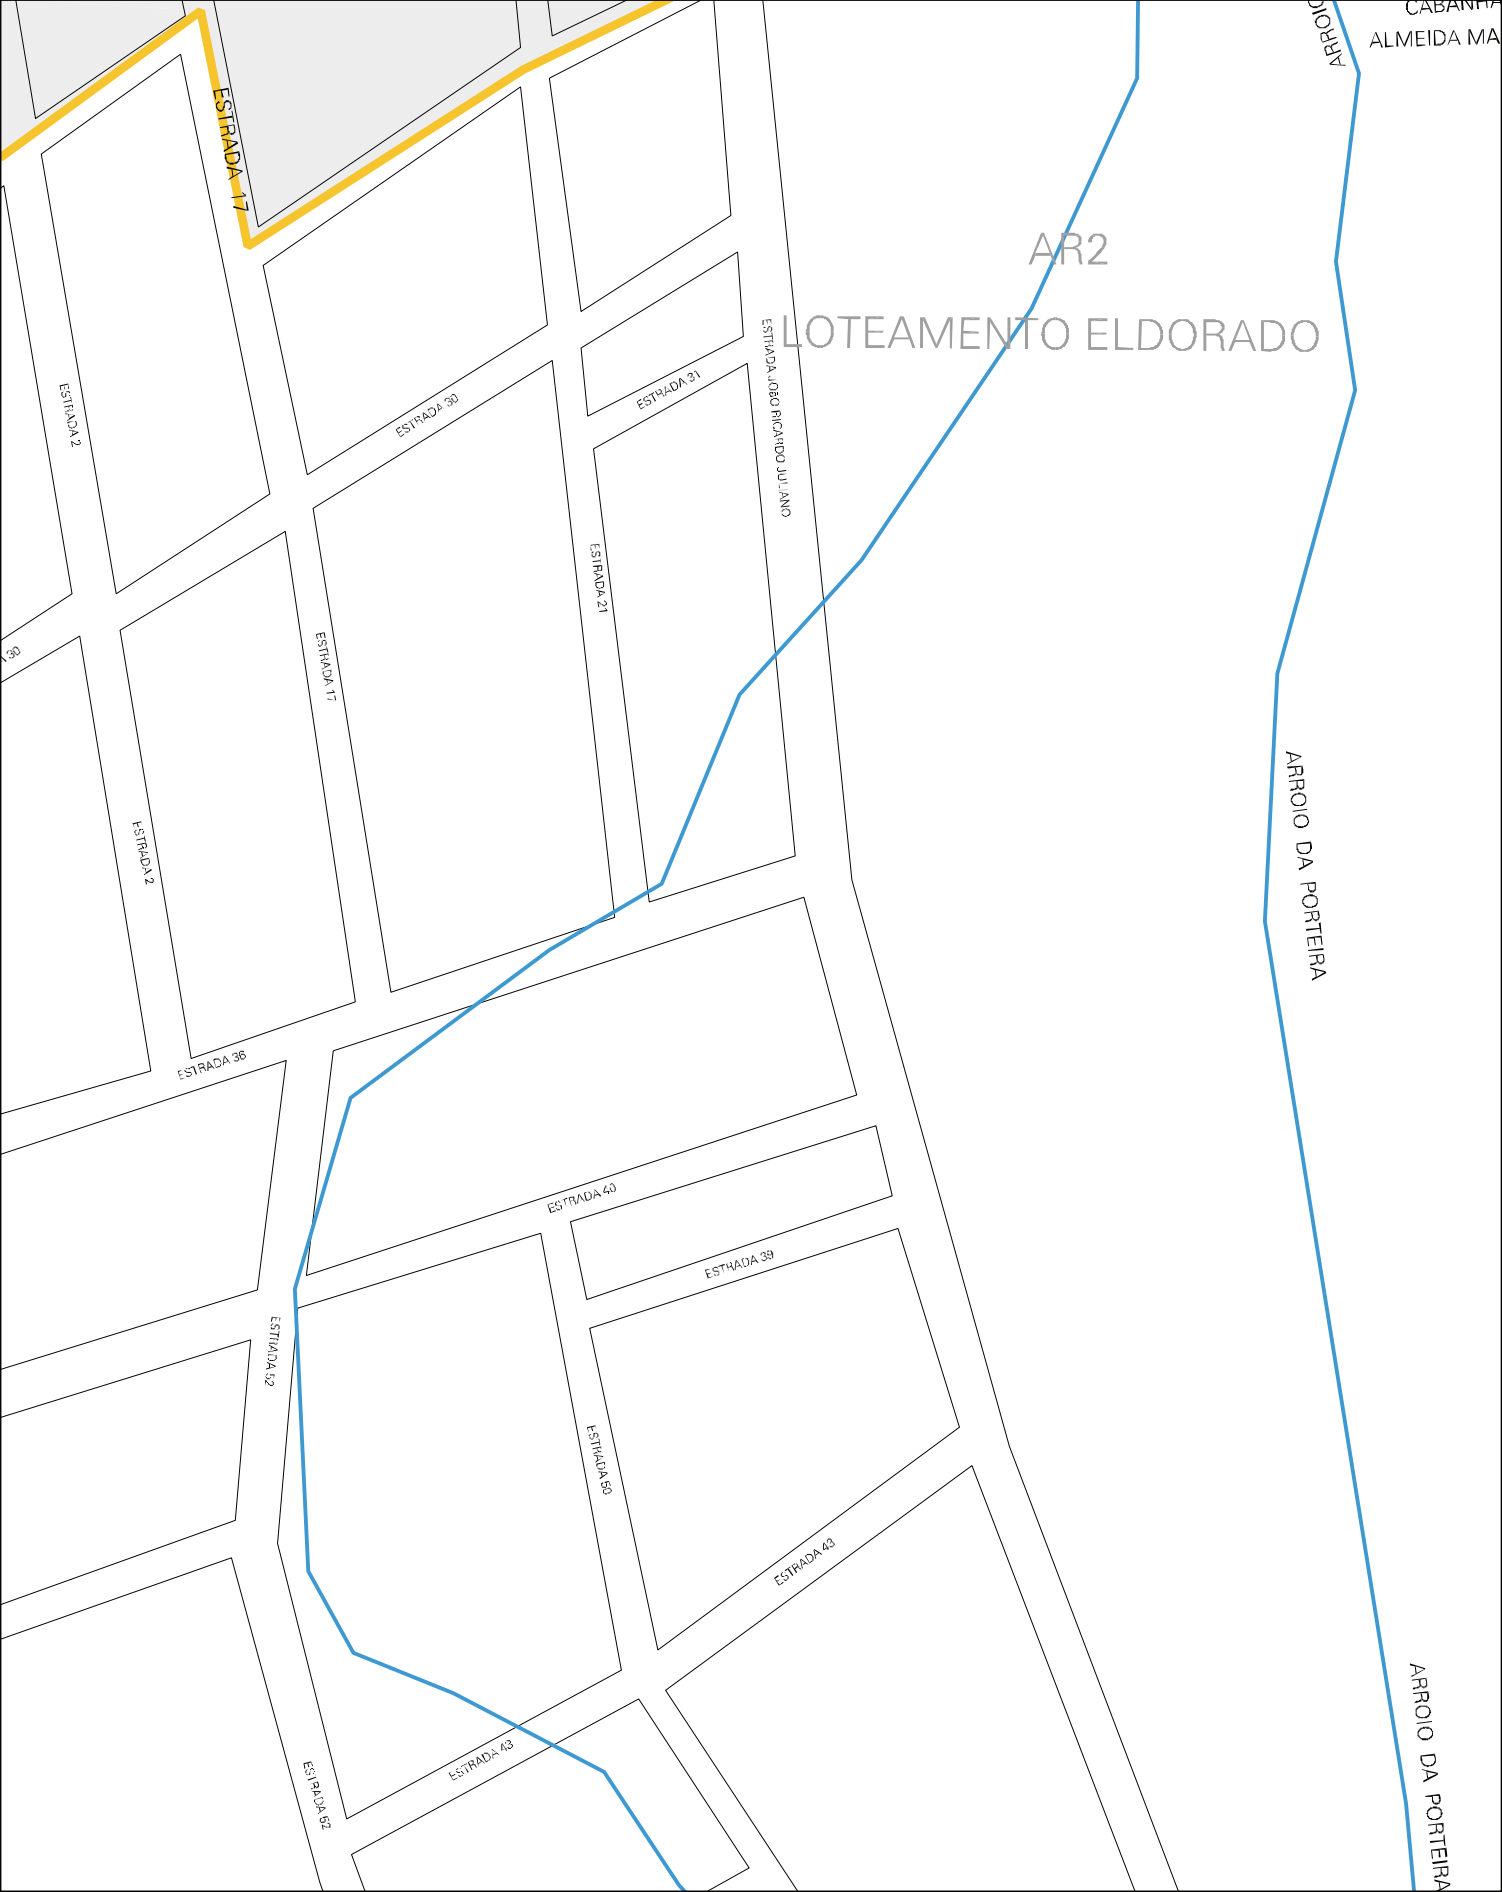 ARROIO
ALMEIDA MA
ESTRADA 17
AR2
LOTEAMENTO ELDORADO
ESTRADA 2
ESTRADA 30
ESTRADA 31
ESTRADA JOÃO RICARDO JULIANO
ESTRADA 21
ESTRADA 17
30
ESTRADA 2
ARROIO DA PORTEIRA
ESTRADA 36
ESTRADA 40
ESTRADA 39
ESTRADA 52
ESTRADA 50
ESTRADA 43
ESTRADA 43
ESTRADA 52
ARROIO DA PORTEIRA